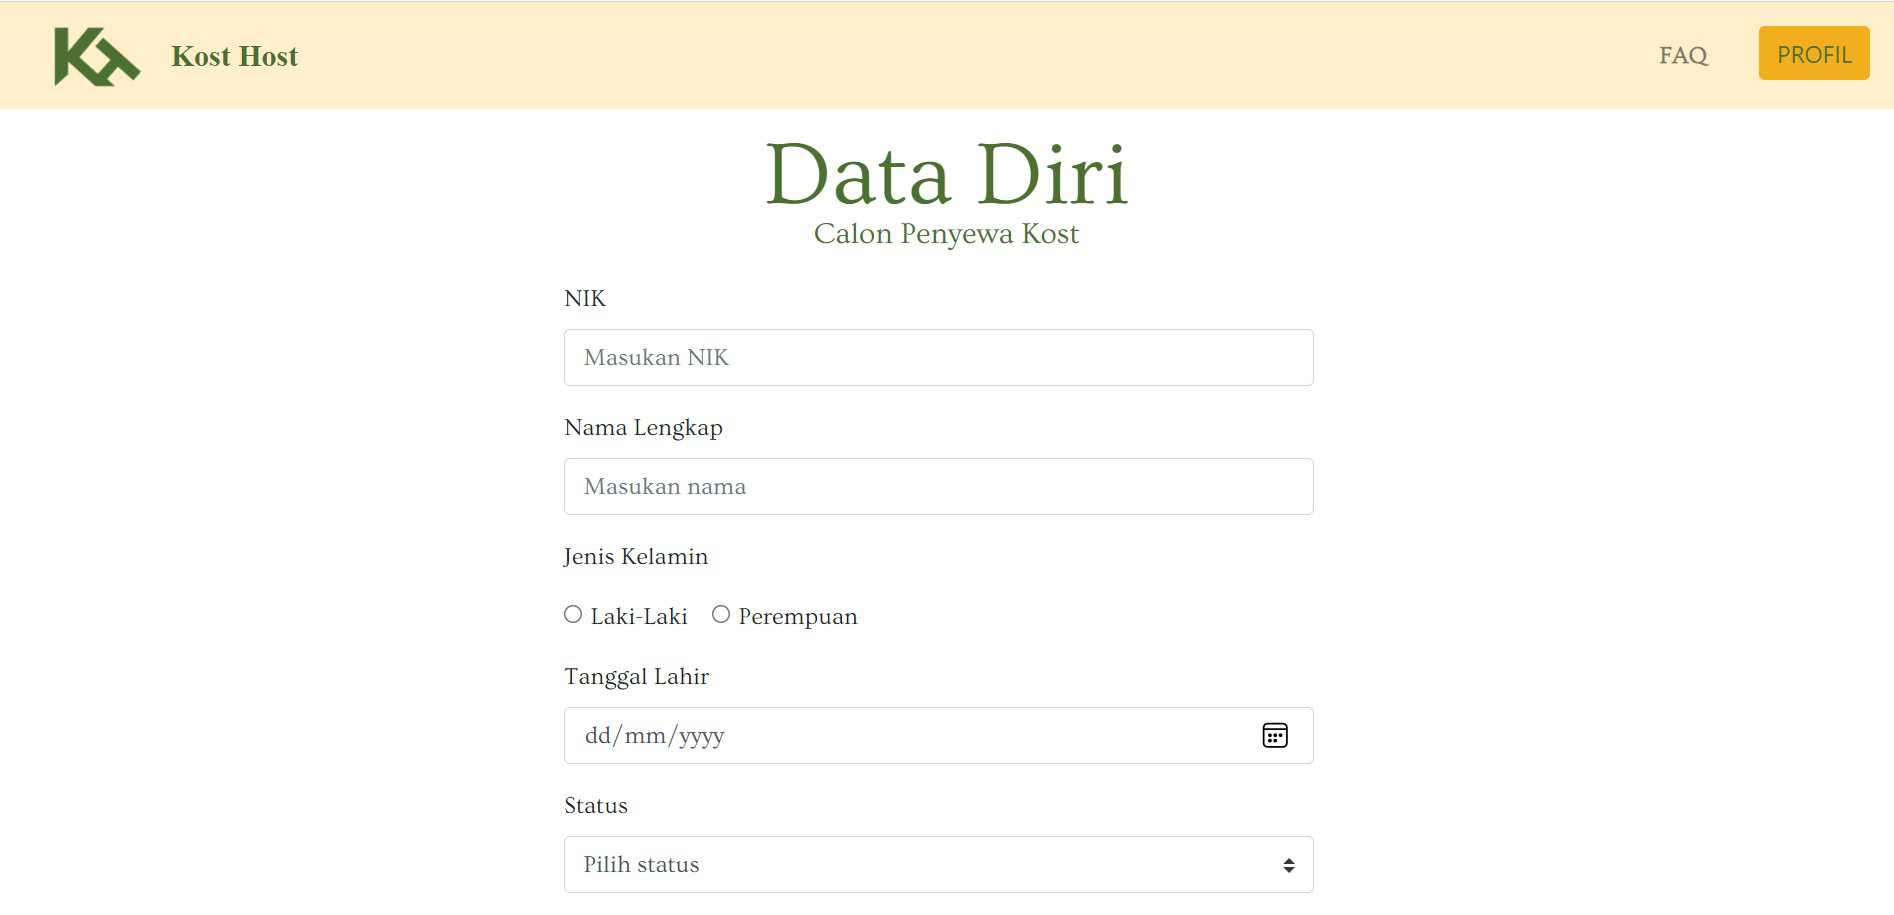 Kost Host
FAQ
PROFIL
Data Diri
Calon Penyewa Kost
NIK
Masukan NIK
Nama Lengkap
Masukan nama
Jenis Kelamin
Laki-Laki Perempuan
Tanggal Lahir
dd/mm/yyyy
Status
Pilih status